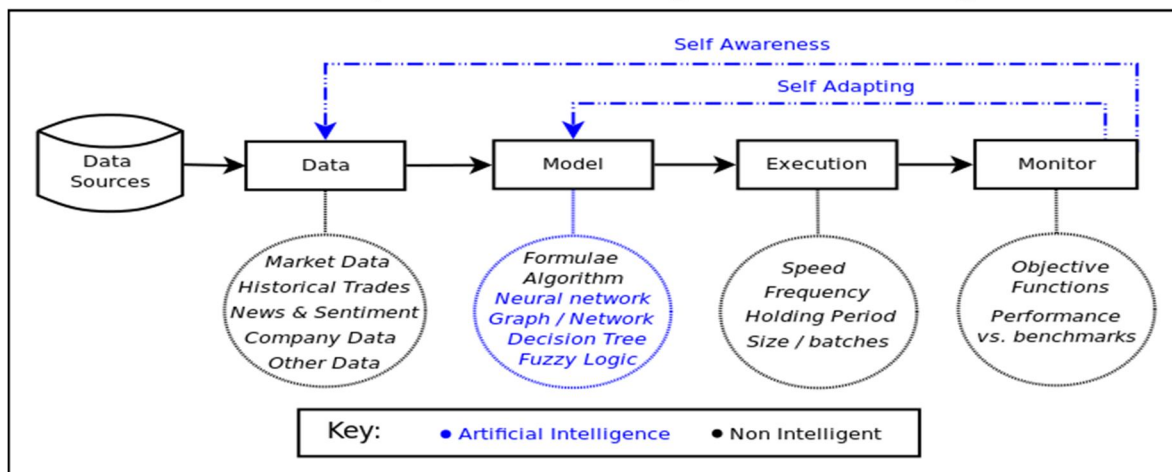 Self Awareness
Self Adapting
Data
Sources
Data
Model
Execution
Monitor
Market Data
Historical Trades
News & Sentiment
Company Data
Other Data
Formulae
Algorithm
Neural network
Graph / Network
Decision Tree
Fuzzy Logic
Speed
Frequency
Holding Period
Size / batches
Objective
Functions
Performance
vs. benchmarks
Key: • Artificial Intelligence • Non Intelligent